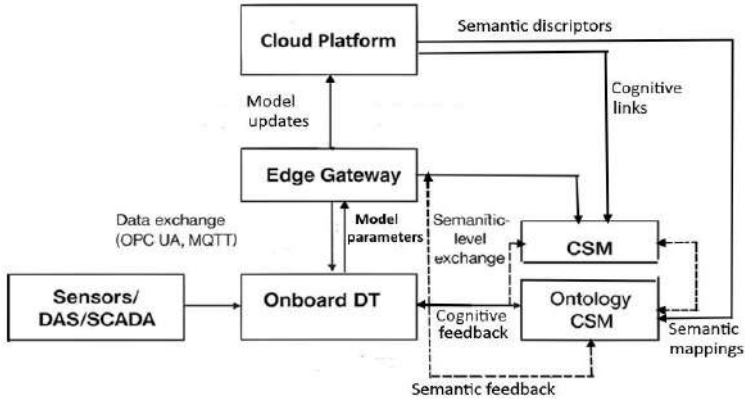 Semantic discriptors
Cloud Platform
Cognitive
links
Model
updates
Edge Gateway
Data exchange
(OPC UA, MQTT)
Model
parameters
Semanític-
level
exchange
CSM
Sensors/
DAS/SCADA
Onboard DT
Ontology
CSM
Cognitive
feedback
Semantic
mappings
Semantic feedback